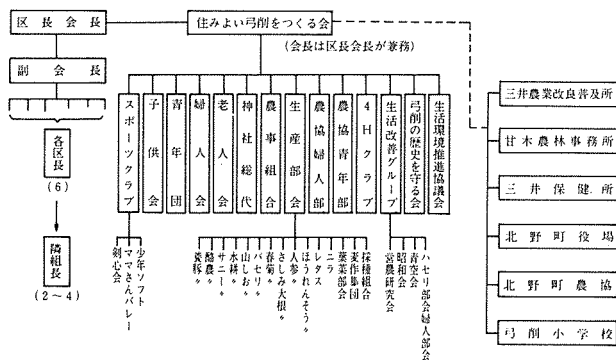 区長会長
住みよい弓削をつくる会
(会長は区長会長が兼務)
副会長
各区長
(6)
隣組長
(2〜4)
スポーツクラブ
子供会
青年団
婦人会
老人会
神社総代
農事組合
生産部会
農協婦人部
農協青年部
4Hクラブ
生活改善グループ
弓削の歴史を守る会
生活環境推進協議会
少年ソフト
ママさんバレー
剣心会
採種組合
麦作集団
葉菜部会
ニラ〃
レタス〃
ほうれんそう〃
人参〃
さしみ大根〃
春菊〃
パセリ〃
山しお〃
水耕〃
サニー〃
酪農〃
養豚〃
ハセリ部会婦人部会
青空会
昭和会
営農研究会
三井農業改良普及所
甘木農林事務所
三井保健所
北野町役場
北野町農協
弓削小学校